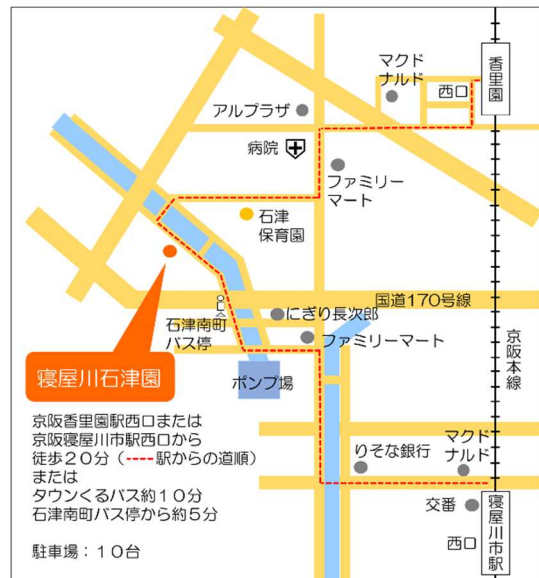 香里園
マクド
ナルド
西口
アルプラザ
病院
ファミリー
マート
石津
保育園
国道170号線
石津南町
バス停
にぎり長次郎
ファミリーマート
京阪本線
寝屋川石津園
ポンプ場
京阪香里園駅西口または
京阪寝屋川市駅西口から
徒歩20分（----駅からの道順）
または
タウンくるバス約10分
石津南町バス停から約5分
駐車場：10台
りそな銀行
マクド
ナルド
交番
西口
寝屋川市駅